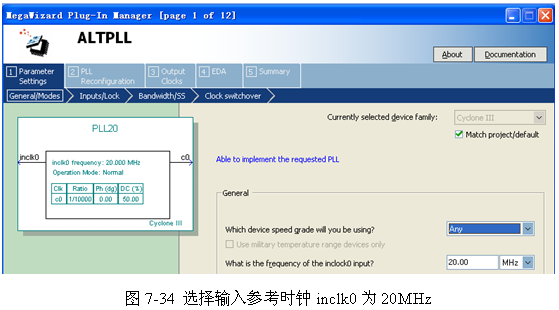 MegaWizard Plug-In Manager [page 1 of 12]
ALTPLL
About
Documentation
1 Parameter Settings
2 PLL Reconfiguration
3 Output Clocks
4 EDA
5 Summary
General/Modes
Inputs/Lock
Bandwidth/SS
Clock switchover
PLL20
inclk0
c0
inclk0 frequency: 20.000 MHz
Operation Mode: Normal
Clk Ratio Ph (dg) DC (%)
c0 1/10000 0.00 50.00
Cyclone III
Currently selected device family:
Cyclone III
Match project/default
Able to implement the requested PLL
General
Which device speed grade will you be using?
Any
Use military temperature range devices only
What is the frequency of the inclock0 input?
20.00
MHz
图 7-34 选择输入参考时钟 inclk0 为20MHz